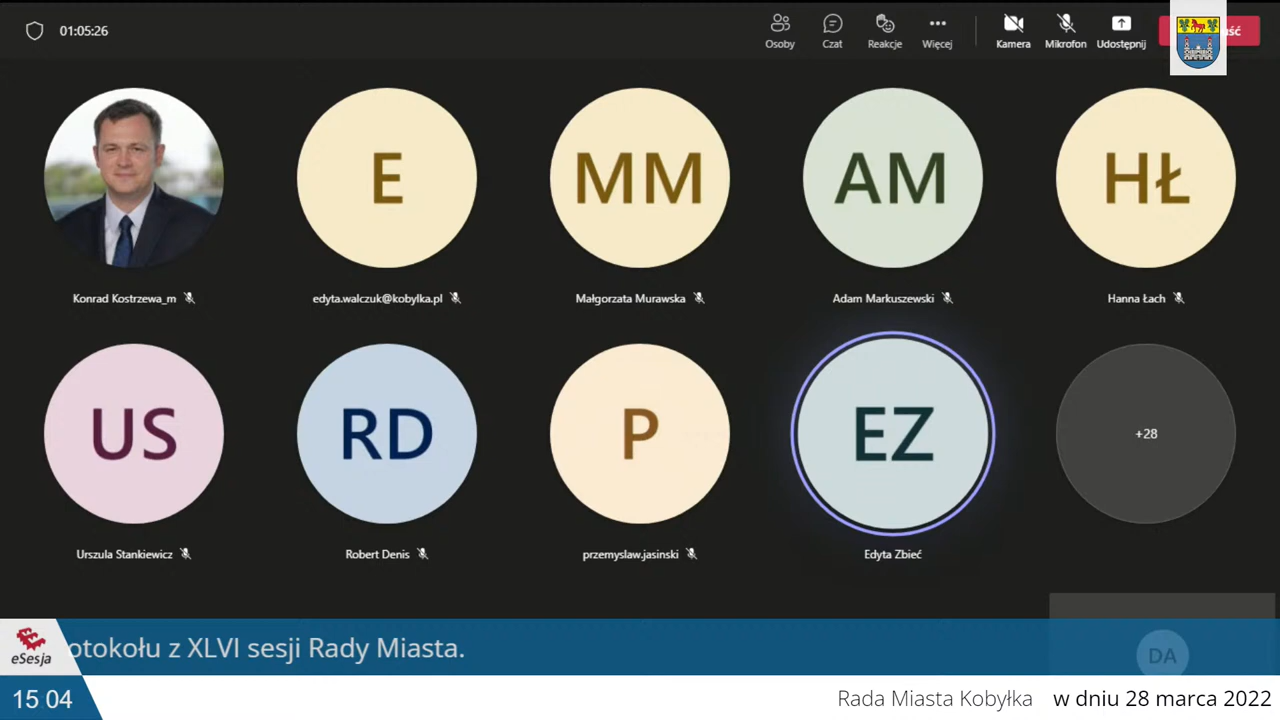 01:05:26
Osoby
Czat
Reakcje
Więcej
Kamera
Mikrofon
Udostępnij
E
MM
AM
HŁ
Konrad Kostrzewa_m
edyta.walczuk@kobylka.pl
Małgorzata Murawska
Adam Markuszewski
Hanna Łach
US
RD
P
EZ
+28
Urszula Stankiewicz
Robert Denis
przemyslaw.jasinski
Edyta Zbieć
eSesja
otokołu z XLVI sesji Rady Miasta.
DA
15 04
Rada Miasta Kobyłka w dniu 28 marca 2022